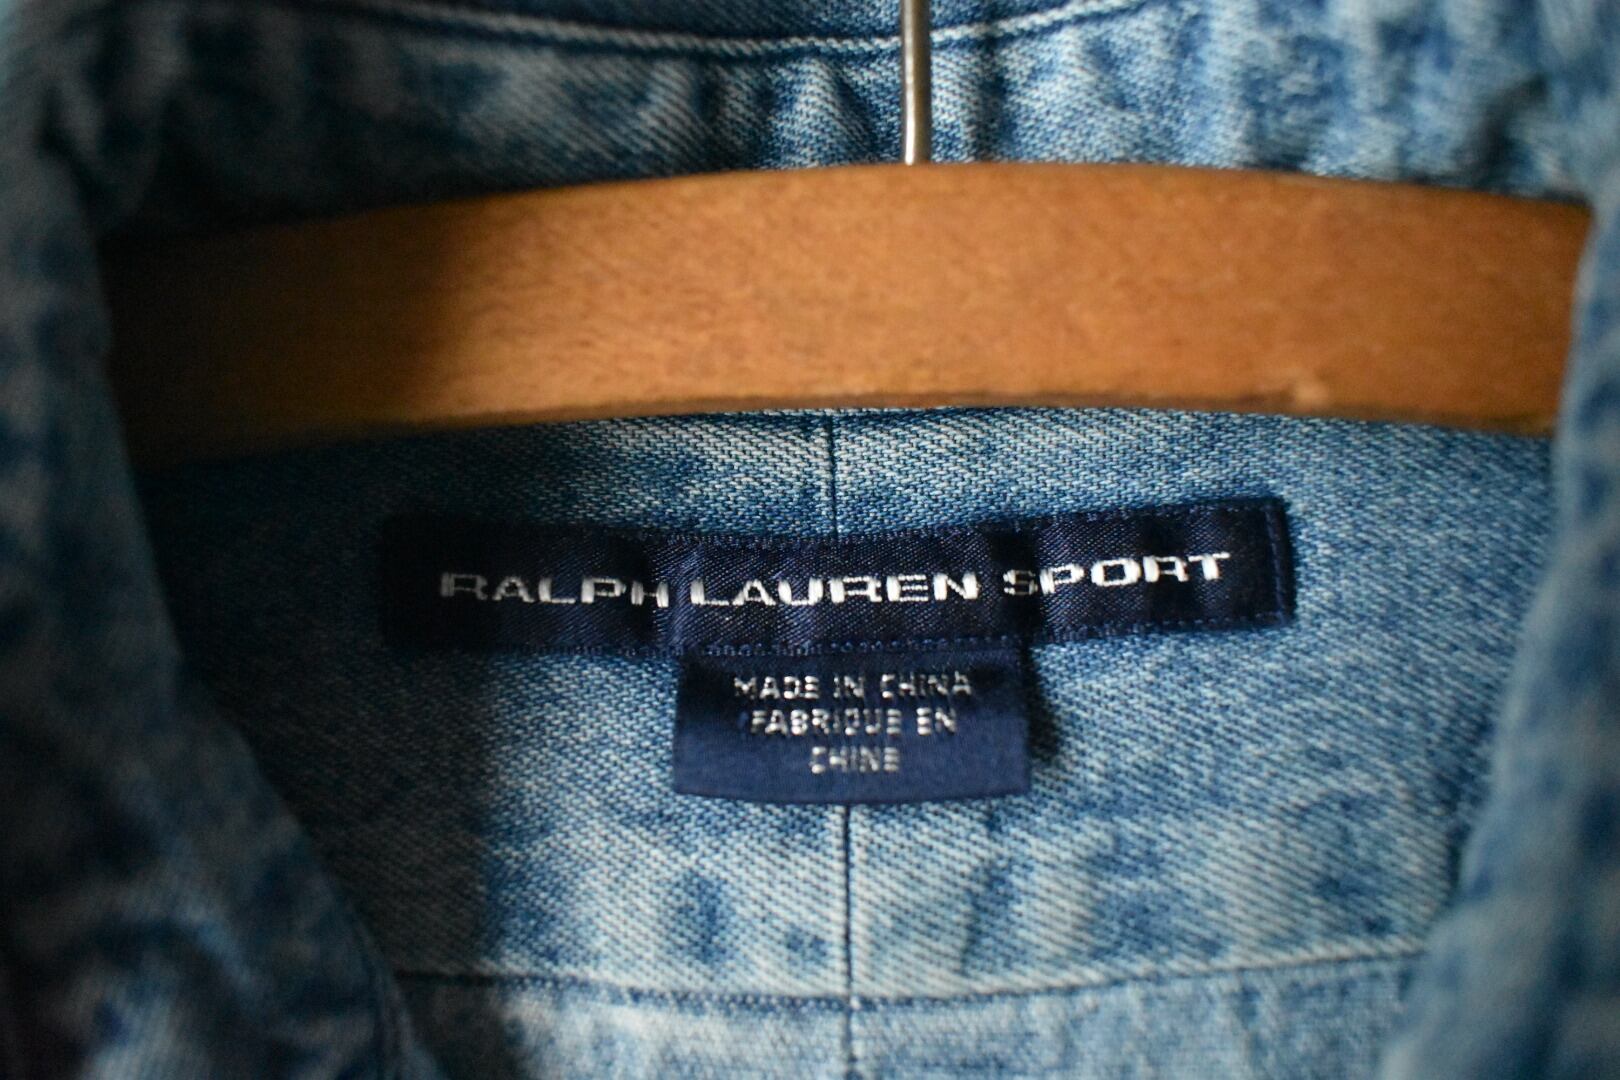 RALPH LAUREN SPORT
MADE IN CHINA
FABRIQUE EN
CHINE